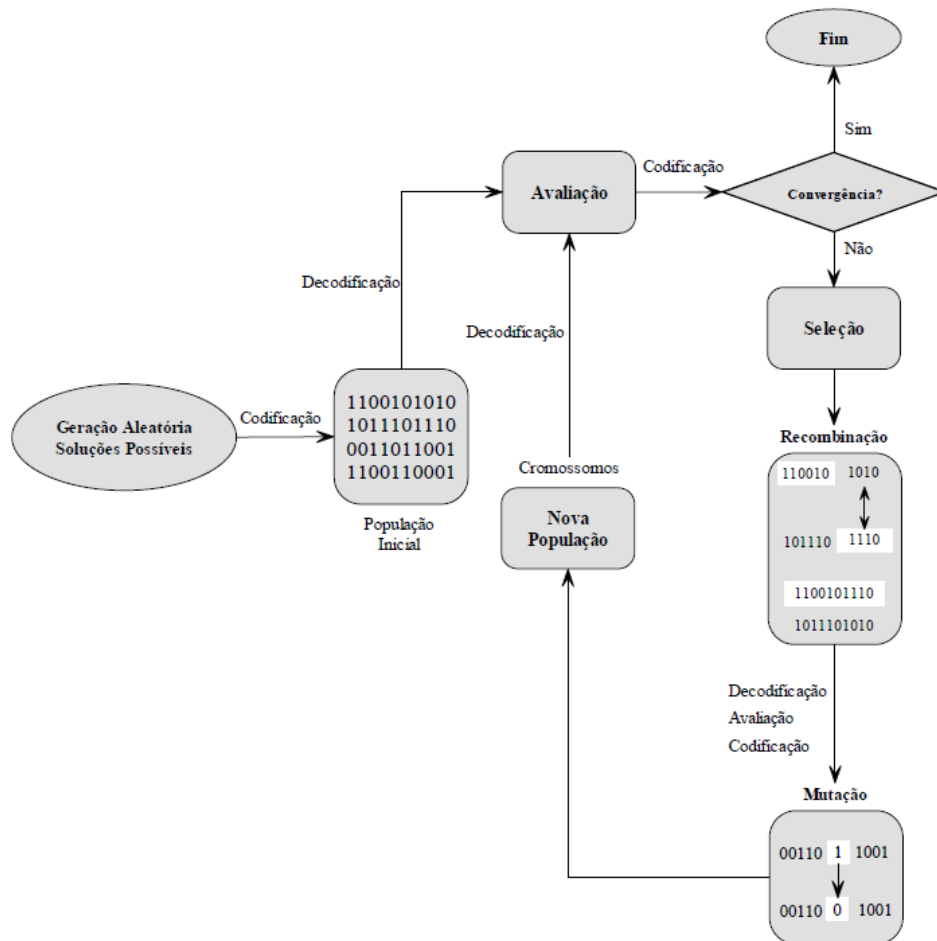 Fim
Sim
Codificação
Avaliação
Convergência?
Não
Decodificação
Decodificação
Seleção
Geração Aleatória
Soluções Possíveis
Codificação
1100101010
1011101110
0011011001
1100110001
População
Inicial
Cromossomos
Nova
População
Recombinação
110010 1010
101110 1110
1100101110
1011101010
Decodificação
Avaliação
Codificação
Mutação
00110 1 1001
00110 0 1001